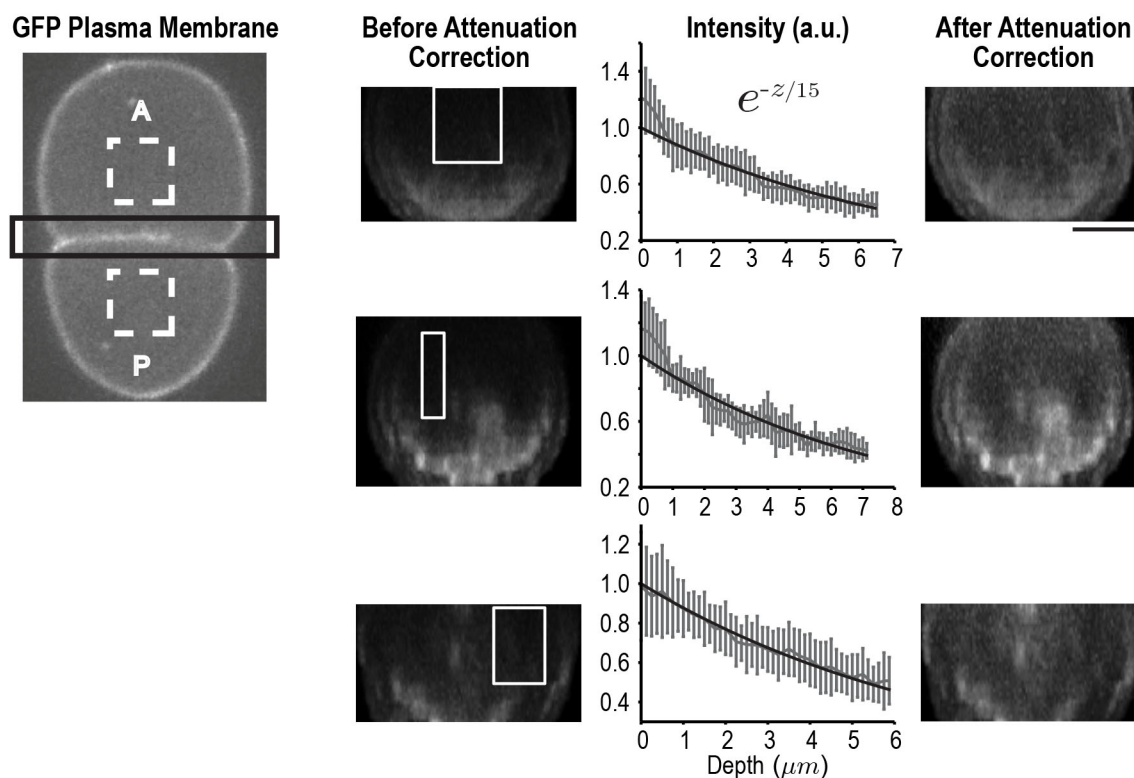 GFP Plasma Membrane
A
P
Before Attenuation
Correction
Intensity (a.u.)
After Attenuation
Correction
1.4
1.0
0.6
0.2
e^{-z/15}
0 1 2 3 4 5 6 7
1.4
1.0
0.6
0.2
0 1 2 3 4 5 6 7 8
1.2
1.0
0.8
0.6
0.4
0 1 2 3 4 5 6
Depth (μm)